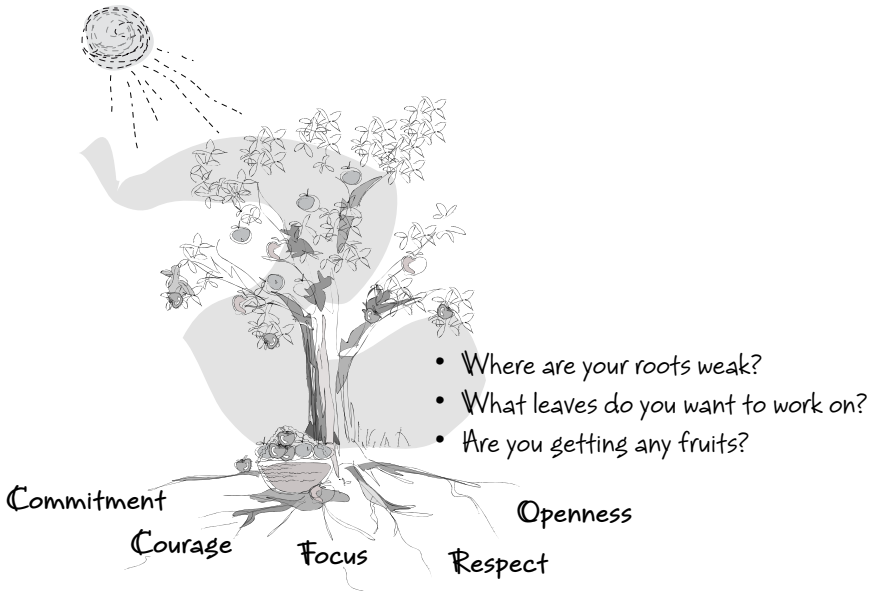 • Where are your roots weak?
• What leaves do you want to work on?
• Are you getting any fruits?
Commitment
Openness
Courage
Focus
Respect